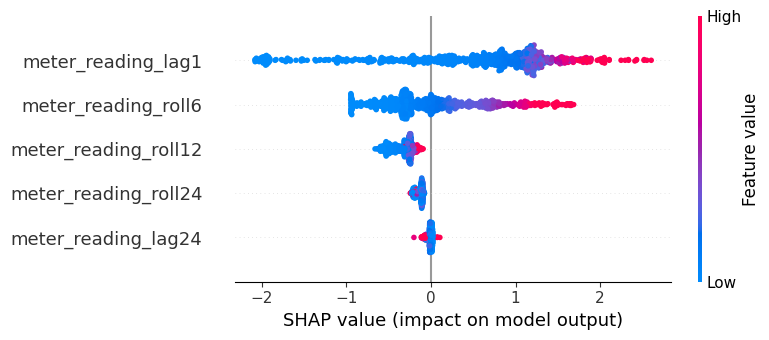 High
meter_reading_lag1
meter_reading_roll6
meter_reading_roll12
meter_reading_roll24
meter_reading_lag24
Feature value
Low
−2 −1 0 1 2
SHAP value (impact on model output)